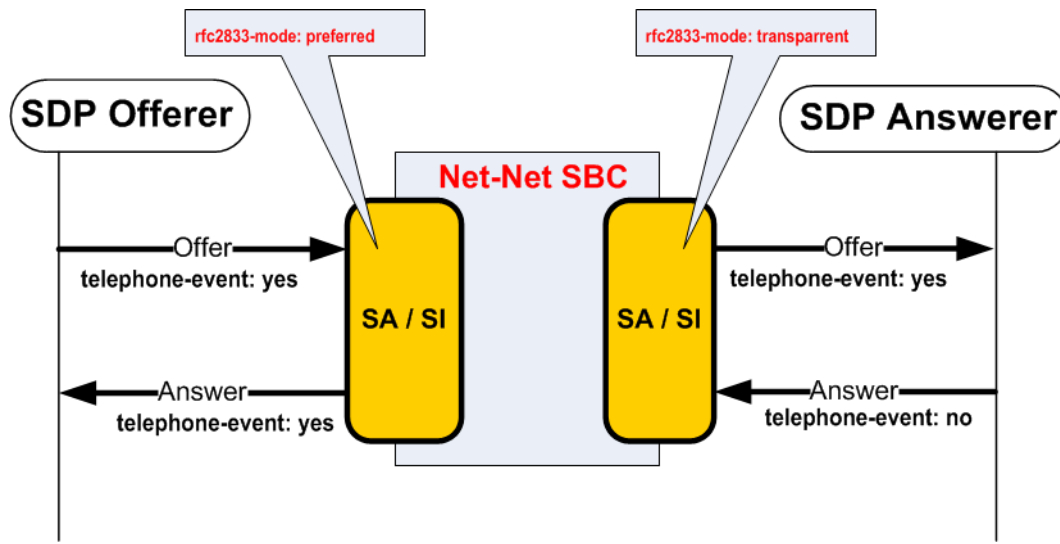 rfc2833-mode: preferred
rfc2833-mode: transparrent
SDP Offerer
SDP Answerer
Net-Net SBC
Offer
telephone-event: yes
Offer
telephone-event: yes
SA / SI
SA / SI
Answer
telephone-event: yes
Answer
telephone-event: no